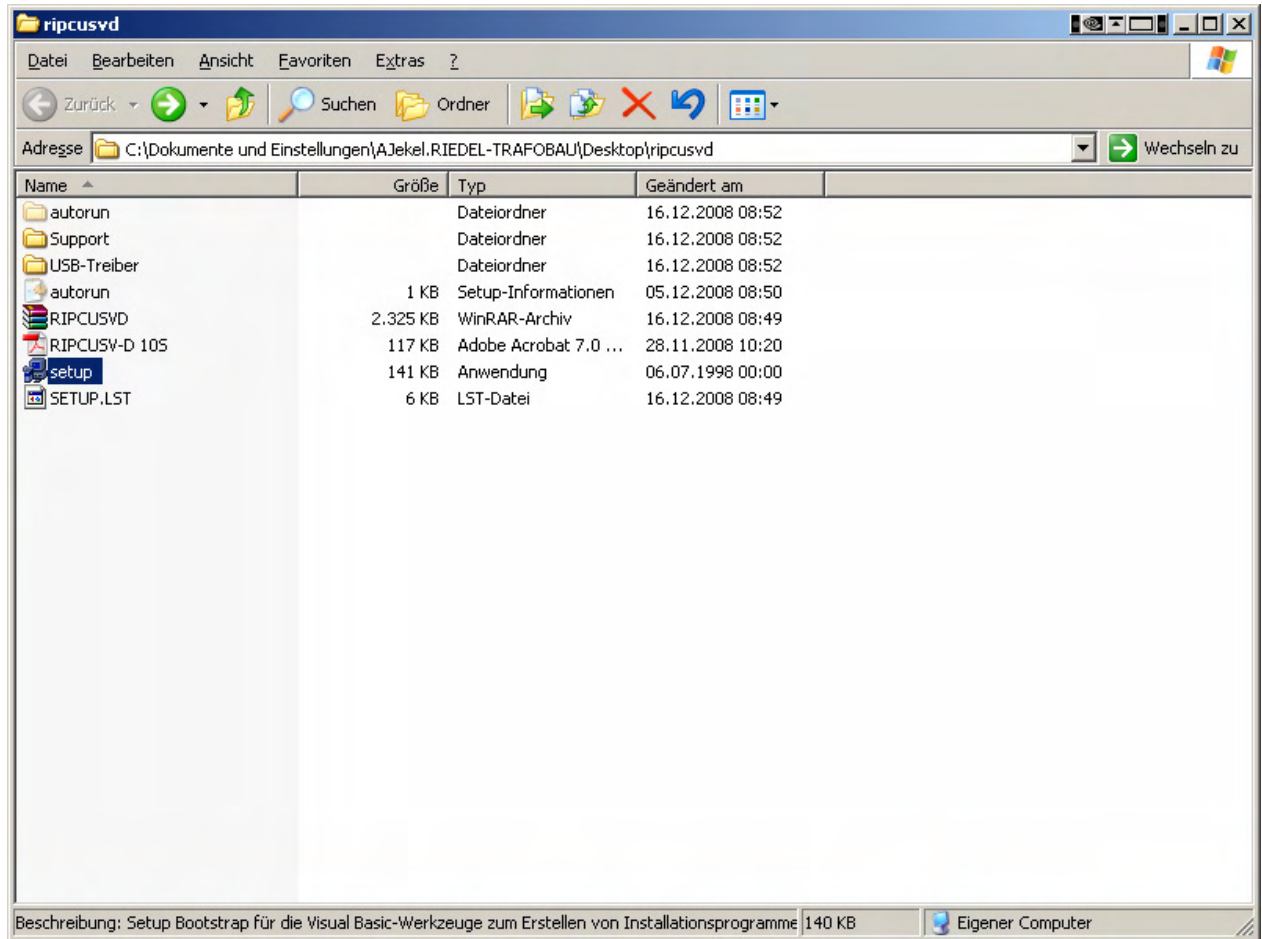 ripcusvd
Datei Bearbeiten Ansicht Favoriten Extras ?
Zurück Suchen Ordner
Adresse C:\Dokumente und Einstellungen\AJekel.RIEDEL-TRAFOBAU\Desktop\ripcusvd Wechseln zu
Name Größe Typ Geändert am
autorun Dateiordner 16.12.2008 08:52
Support Dateiordner 16.12.2008 08:52
USB-Treiber Dateiordner 16.12.2008 08:52
autorun 1 KB Setup-Informationen 05.12.2008 08:50
RIPCUSVD 2.325 KB WinRAR-Archiv 16.12.2008 08:49
RIPCUSV-D 10S 117 KB Adobe Acrobat 7.0 ... 28.11.2008 10:20
setup 141 KB Anwendung 06.07.1998 00:00
SETUP.LST 6 KB LST-Datei 16.12.2008 08:49
Beschreibung: Setup Bootstrap für die Visual Basic-Werkzeuge zum Erstellen von Installationsprogramme 140 KB Eigener Computer